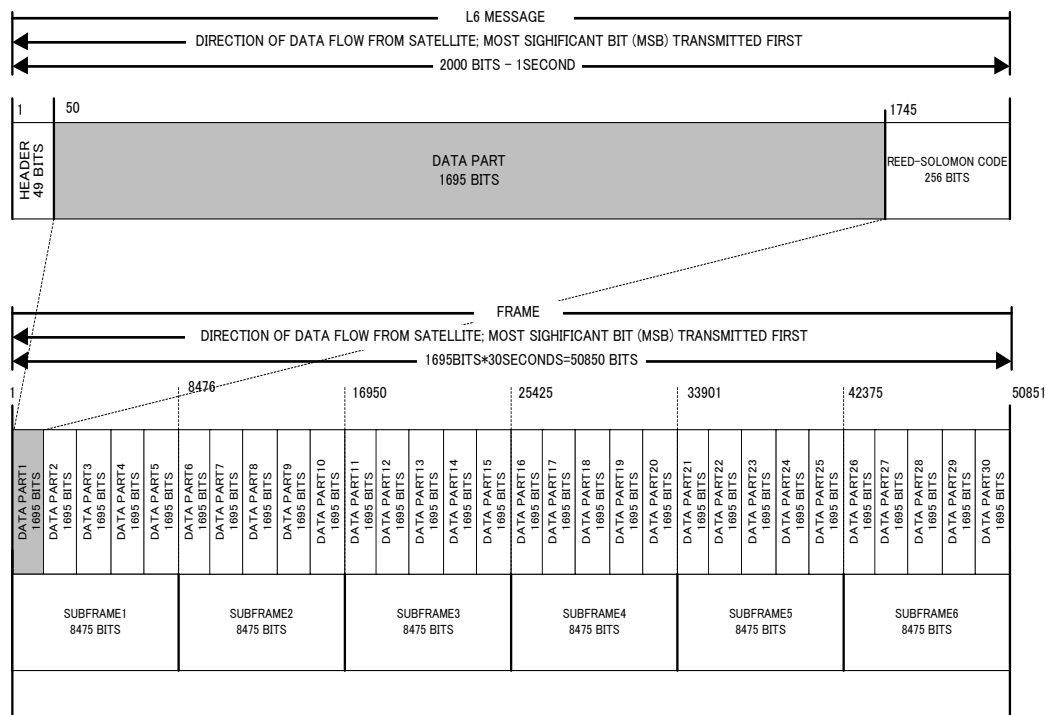 L6 MESSAGE
DIRECTION OF DATA FLOW FROM SATELLITE; MOST SIGHIFICANT BIT (MSB) TRANSMITTED FIRST
2000 BITS - 1SECOND
1 50 1745
HEADER
49 BITS
DATA PART
1695 BITS
REED-SOLOMON CODE
256 BITS
FRAME
DIRECTION OF DATA FLOW FROM SATELLITE; MOST SIGHIFICANT BIT (MSB) TRANSMITTED FIRST
1695BITS*30SECONDS=50850 BITS
1 8476 16950 25425 33901 42375 50851
DATA PART1
1695 BITS
DATA PART2
1695 BITS
DATA PART3
1695 BITS
DATA PART4
1695 BITS
DATA PART5
1695 BITS
DATA PART6
1695 BITS
DATA PART7
1695 BITS
DATA PART8
1695 BITS
DATA PART9
1695 BITS
DATA PART10
1695 BITS
DATA PART11
1695 BITS
DATA PART12
1695 BITS
DATA PART13
1695 BITS
DATA PART14
1695 BITS
DATA PART15
1695 BITS
DATA PART16
1695 BITS
DATA PART17
1695 BITS
DATA PART18
1695 BITS
DATA PART19
1695 BITS
DATA PART20
1695 BITS
DATA PART21
1695 BITS
DATA PART22
1695 BITS
DATA PART23
1695 BITS
DATA PART24
1695 BITS
DATA PART25
1695 BITS
DATA PART26
1695 BITS
DATA PART27
1695 BITS
DATA PART28
1695 BITS
DATA PART29
1695 BITS
DATA PART30
1695 BITS
SUBFRAME1
8475 BITS
SUBFRAME2
8475 BITS
SUBFRAME3
8475 BITS
SUBFRAME4
8475 BITS
SUBFRAME5
8475 BITS
SUBFRAME6
8475 BITS